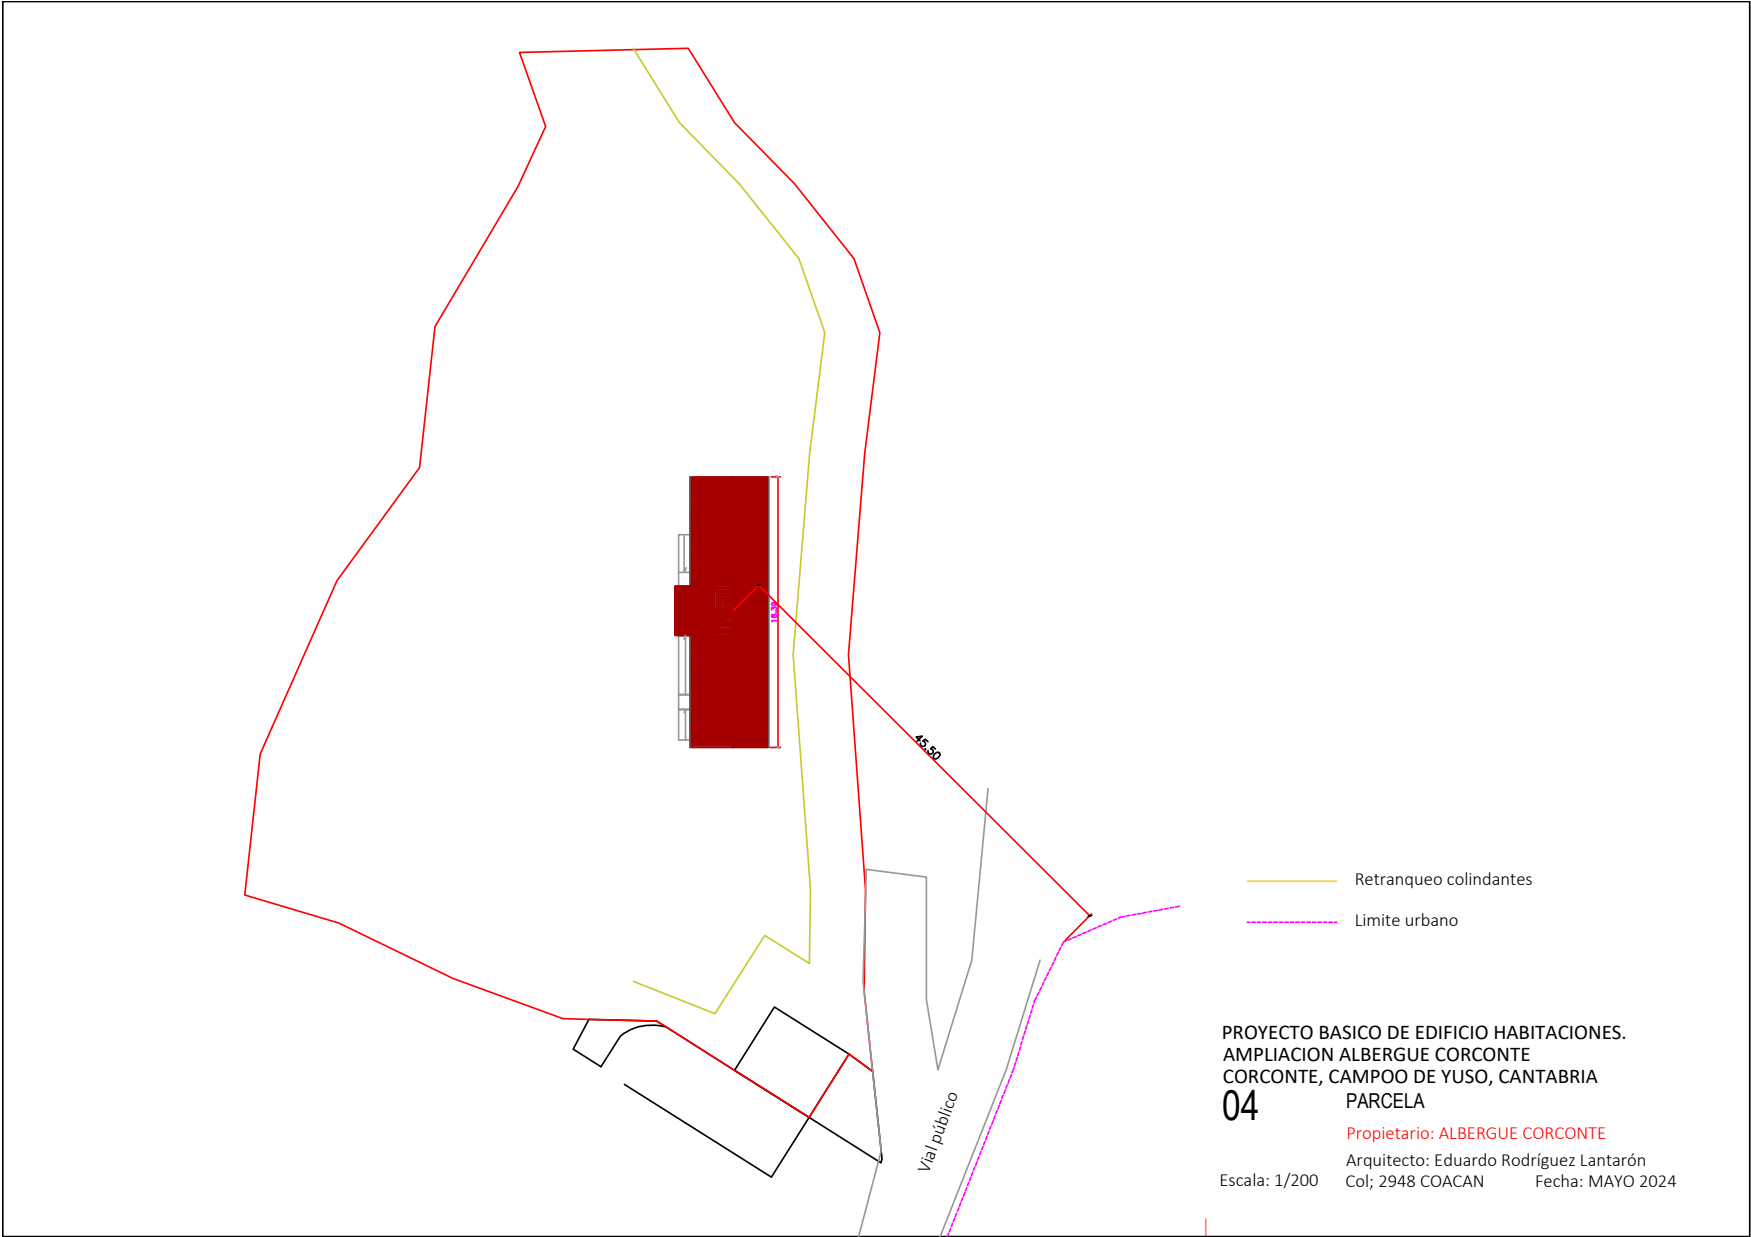 18.39
45.50
Retranqueo colindantes
Limite urbano
Vial público
PROYECTO BASICO DE EDIFICIO HABITACIONES.
AMPLIACION ALBERGUE CORCONTE
CORCONTE, CAMPOO DE YUSO, CANTABRIA
04 PARCELA
Propietario: ALBERGUE CORCONTE
Arquitecto: Eduardo Rodríguez Lantarón
Escala: 1/200 Col; 2948 COACAN Fecha: MAYO 2024